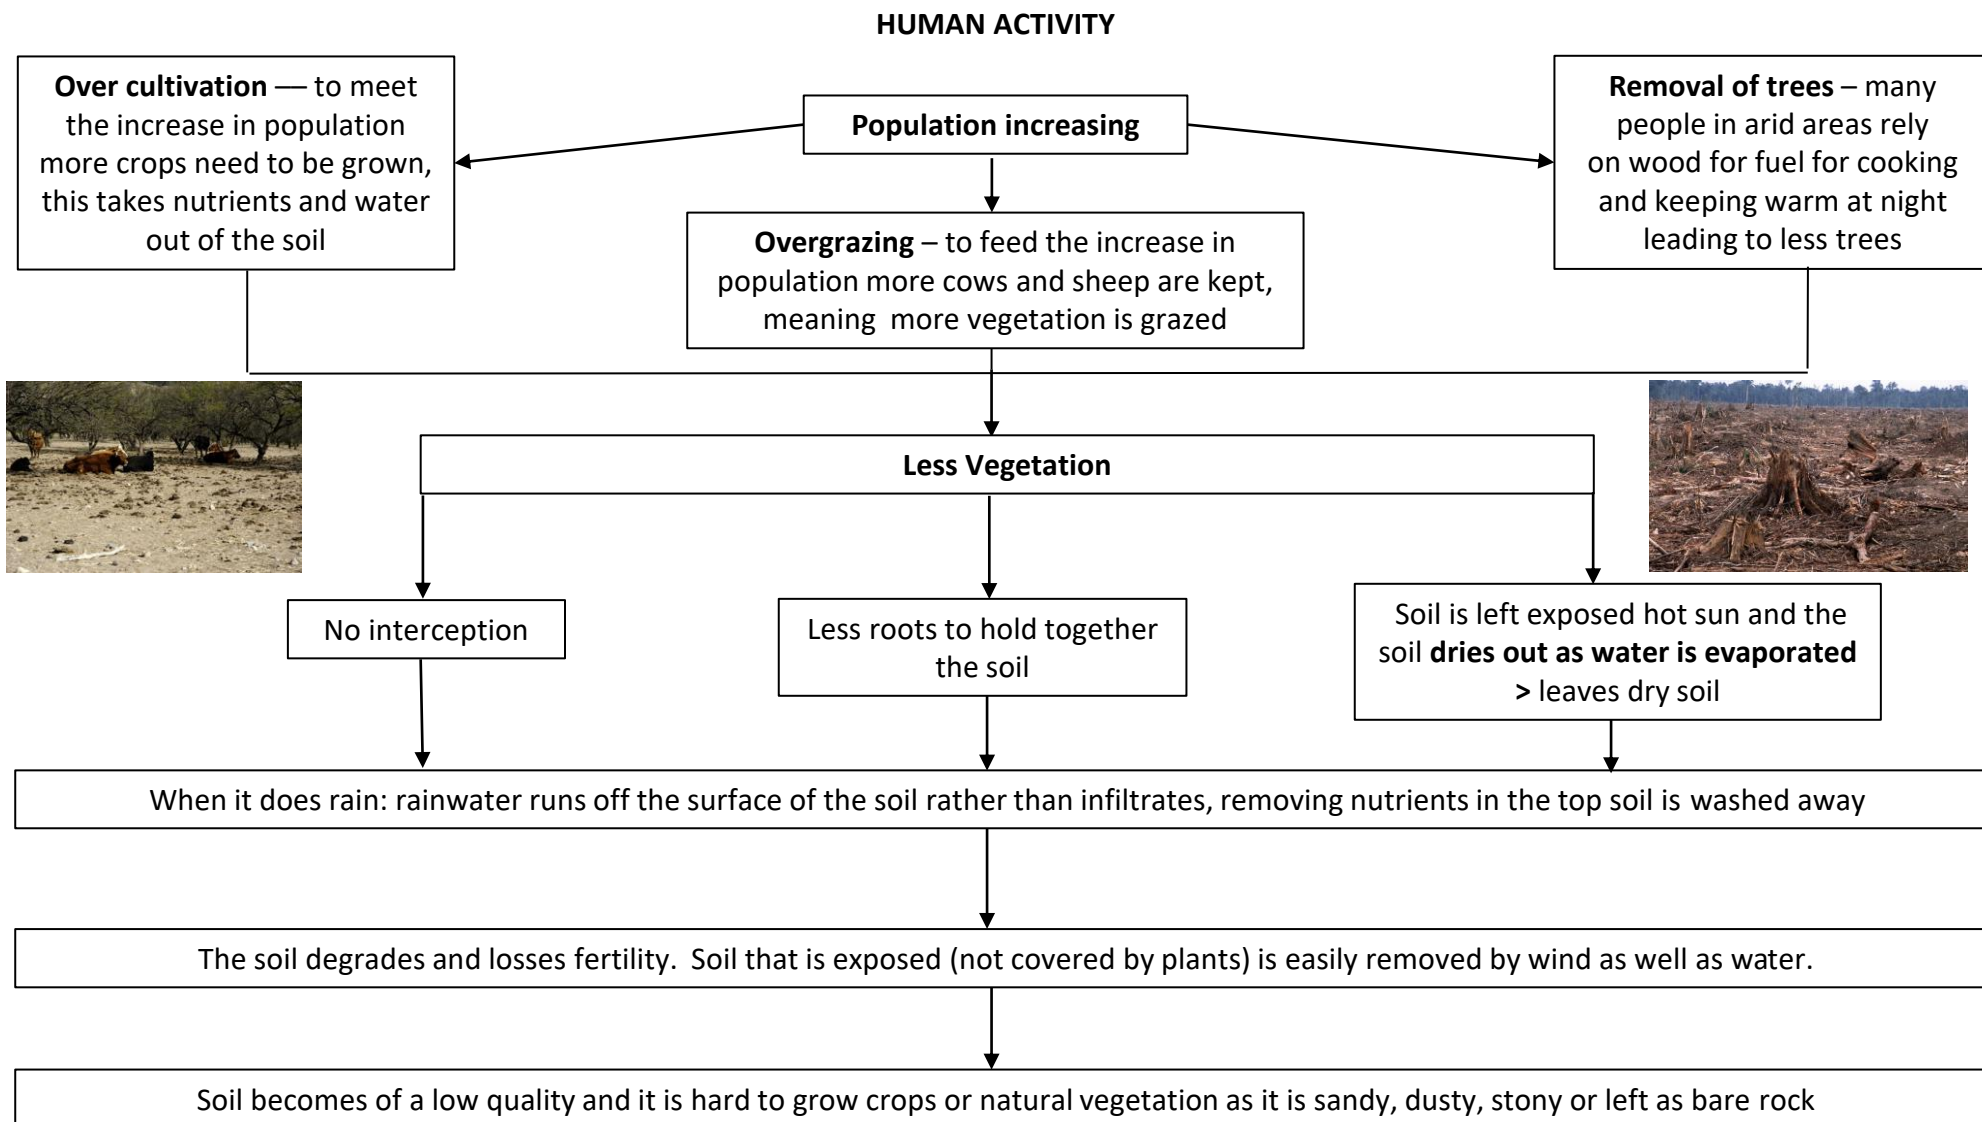 HUMAN ACTIVITY
Over cultivation –– to meet
the increase in population
more crops need to be grown,
this takes nutrients and water
out of the soil
Population increasing
Removal of trees – many
people in arid areas rely
on wood for fuel for cooking
and keeping warm at night
leading to less trees
Overgrazing – to feed the increase in
population more cows and sheep are kept,
meaning  more vegetation is grazed
Less Vegetation
No interception
Less roots to hold together
the soil
Soil is left exposed hot sun and the
soil dries out as water is evaporated
> leaves dry soil
When it does rain: rainwater runs off the surface of the soil rather than infiltrates, removing nutrients in the top soil is washed away
The soil degrades and losses fertility.  Soil that is exposed (not covered by plants) is easily removed by wind as well as water.
Soil becomes of a low quality and it is hard to grow crops or natural vegetation as it is sandy, dusty, stony or left as bare rock